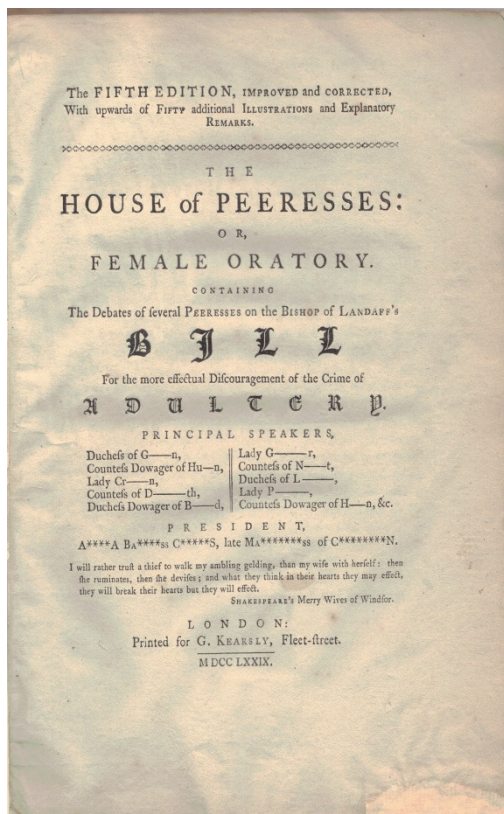 The FIFTH EDITION, IMPROVED and CORRECTED,
With upwards of FIFTY additional ILLUSTRATIONS and Explanatory
REMARKS.
THE
HOUSE of PEERESSES:
OR,
FEMALE ORATORY.
CONTAINING
The Debates of ſeveral PEERESSES on the BISHOP of LANDAFF's
BILL
For the more effectual Diſcouragement of the Crime of
ADULTERY.
PRINCIPAL SPEAKERS,
Ducheſs of G——n,
Counteſs Dowager of Hu—n,
Lady Cr——n,
Counteſs of D———th,
Ducheſs Dowager of B——d,
Lady G———r,
Counteſs of N——t,
Ducheſs of L———,
Lady P———,
Counteſs Dowager of H—n, &c.
PRESIDENT,
A****A BA****SS C*****S, late MA*******SS of C********N.
I will rather truſt a thief to walk my ambling gelding, than my wife with herſelf: then
ſhe ruminates, then ſhe deviſes; and what they think in their hearts they may effect,
they will break their hearts but they will effect.
SHAKESPEARE's Merry Wives of Windſor.
LONDON:
Printed for G. KEARSLY, Fleet-ſtreet.
M DCC LXXIX.